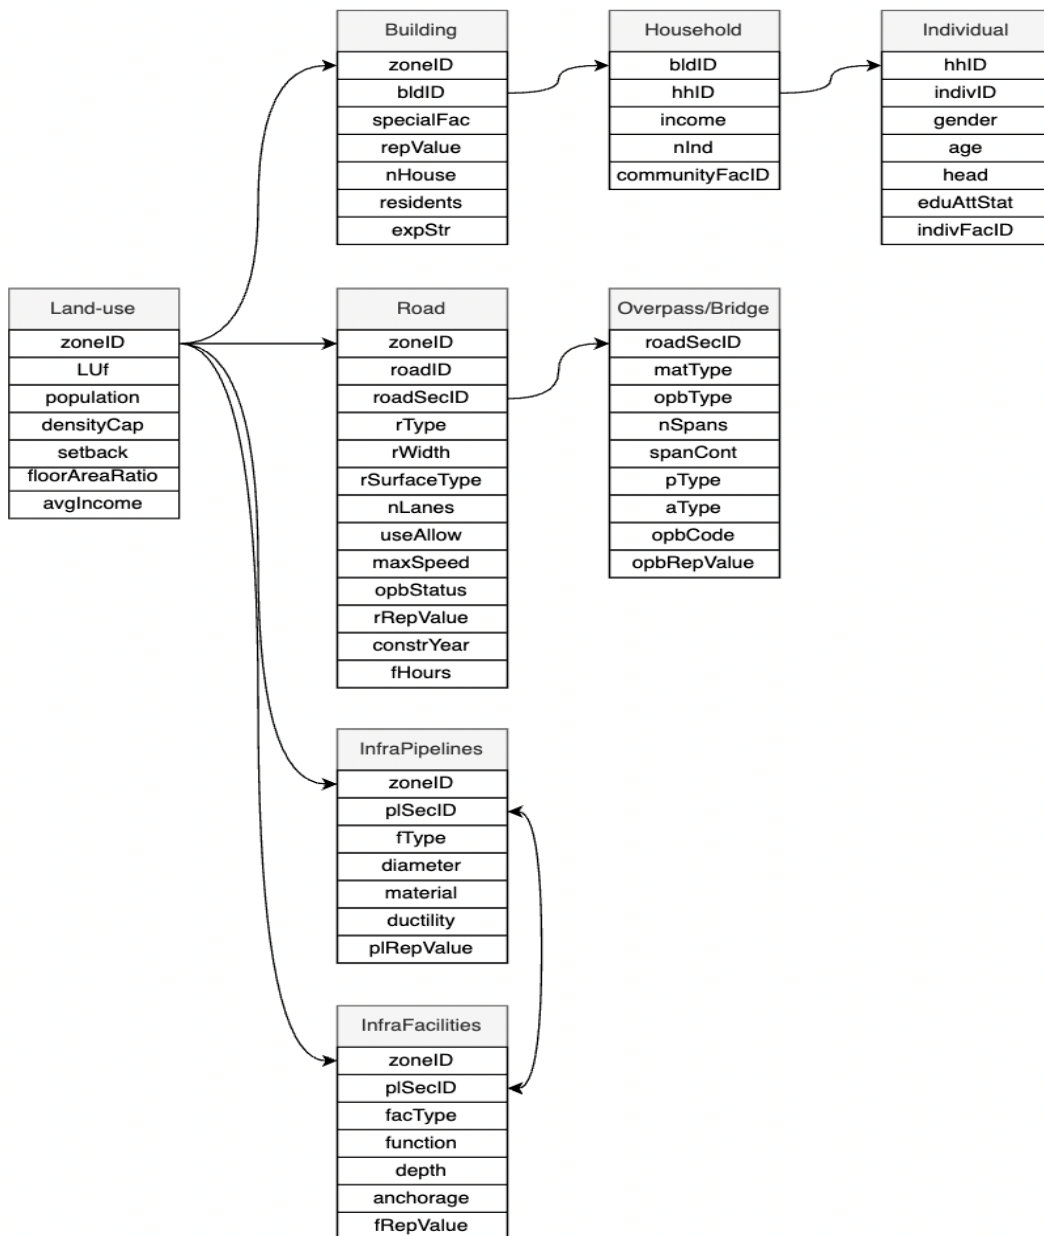 Building
zoneID
bldID
specialFac
repValue
nHouse
residents
expStr
Household
bldID
hhID
income
nInd
communityFacID
Individual
hhID
indivID
gender
age
head
eduAttStat
indivFacID
Land-use
zoneID
LUf
population
densityCap
setback
floorAreaRatio
avgIncome
Road
zoneID
roadID
roadSecID
rType
rWidth
rSurfaceType
nLanes
useAllow
maxSpeed
opbStatus
rRepValue
constrYear
fHours
Overpass/Bridge
roadSecID
matType
opbType
nSpans
spanCont
pType
aType
opbCode
opbRepValue
InfraPipelines
zoneID
plSecID
fType
diameter
material
ductility
plRepValue
InfraFacilities
zoneID
plSecID
facType
function
depth
anchorage
fRepValue